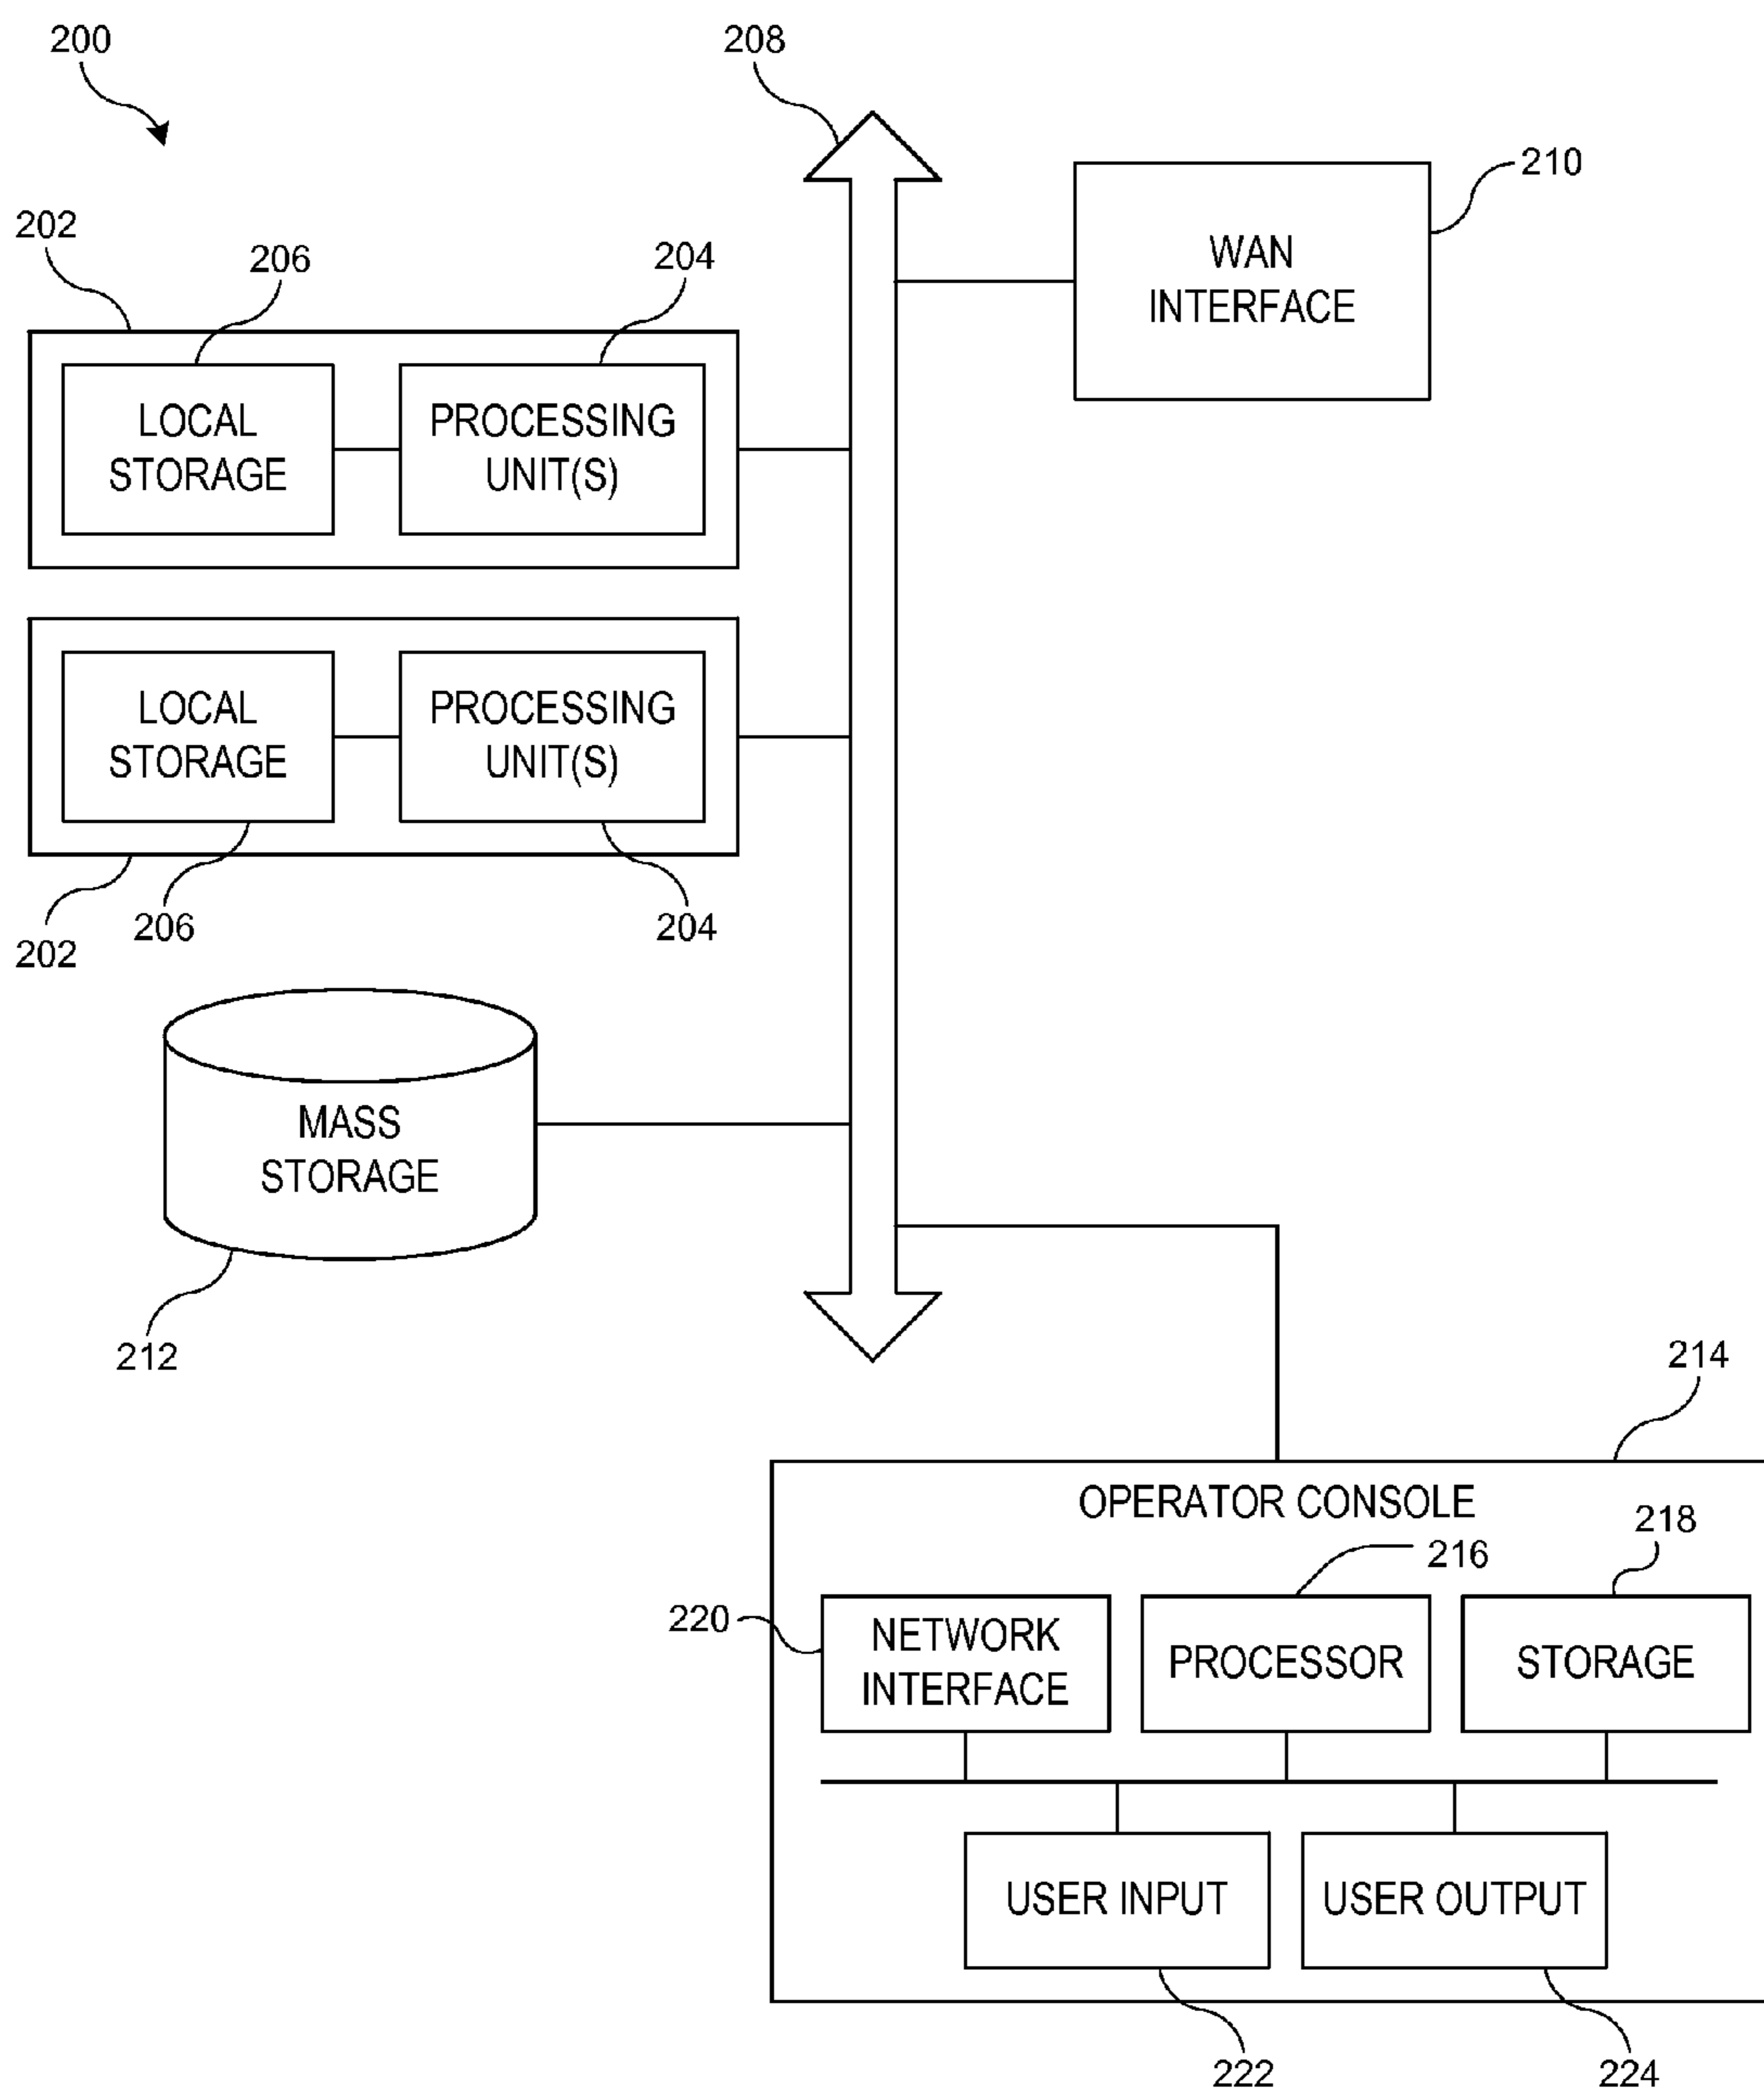 200
208
210
WAN
INTERFACE
202
206
204
LOCAL
STORAGE
PROCESSING
UNIT(S)
LOCAL
STORAGE
PROCESSING
UNIT(S)
202
206
204
MASS
STORAGE
212
214
OPERATOR CONSOLE
216
218
220
NETWORK
INTERFACE
PROCESSOR
STORAGE
USER INPUT
USER OUTPUT
222
224